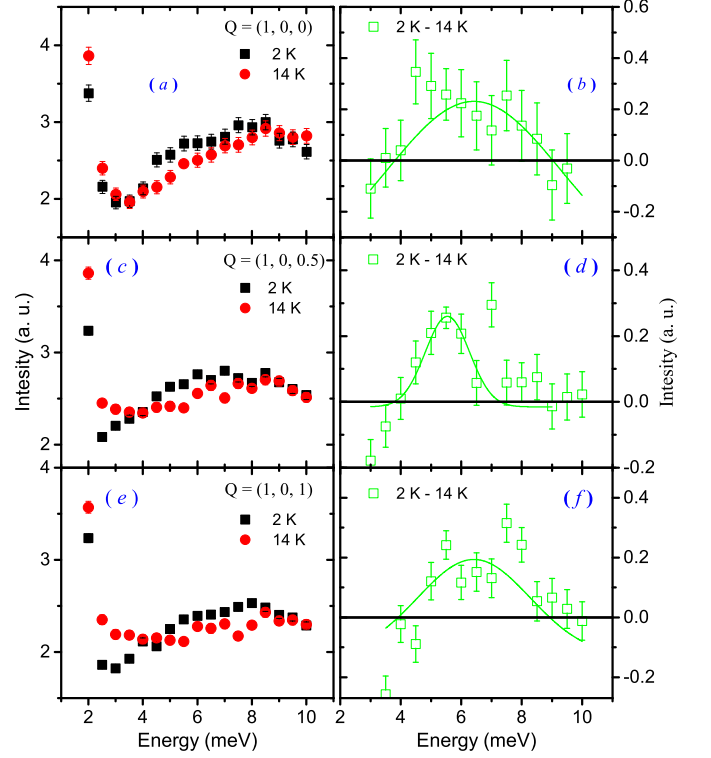 Q = (1, 0, 0)
2 K
14 K
( a )
4
3
2
2 K - 14 K
( b )
0.6
0.4
0.2
0.0
-0.2
( c )
Q = (1, 0, 0.5)
2 K
14 K
4
3
2
4
2 K - 14 K
( d )
0.4
0.2
0.0
-0.2
Intesity (a. u.)
Intesity (a. u.)
( e )
Q = (1, 0, 1)
2 K
14 K
3
2
2 K - 14 K
( f )
0.4
0.2
0.0
-0.2
2 4 6 8 10
2 4 6 8 10
Energy (meV)
Energy (meV)